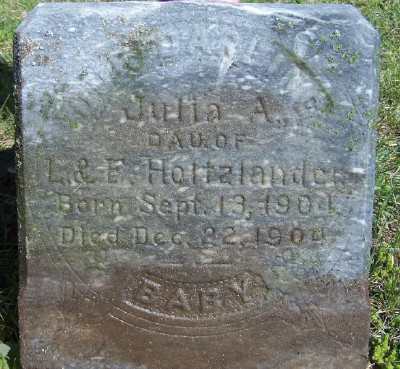 Julia A.,
DAU. OF
L. & E. Holtzlander
Born Sept. 13, 1904.
Died Dec. 22, 1904.
BABY